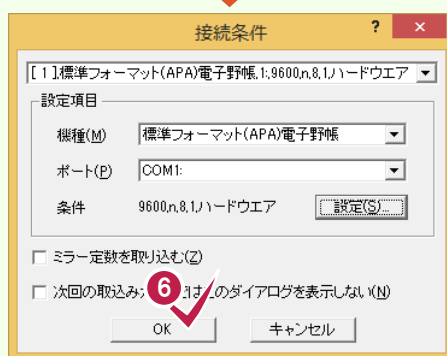 接続条件 ? ×
[ 1 ]標準フォーマット(APA)電子野帳,1:,9600,n,8,1,ハードウエア
設定項目
機種(M) 標準フォーマット(APA)電子野帳
ポート(P) COM1:
条件 9600,n,8,1,ハードウエア 設定(S)...
ミラー定数を取り込む(Z)
次回の取込み はこのダイアログを表示しない(N)
6
OK キャンセル